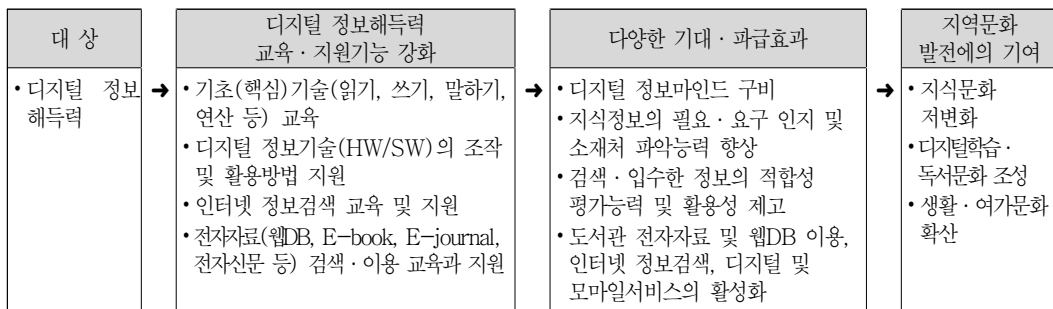 대 상
• 디지털 정보
해득력
➜
디지털 정보해득력
교육·지원기능 강화
• 기초(핵심)기술(읽기, 쓰기, 말하기,
연산 등) 교육
• 디지털 정보기술(HW/SW)의 조작
및 활용방법 지원
• 인터넷 정보검색 교육 및 지원
• 전자자료(웹DB, E-book, E-journal,
전자신문 등) 검색·이용 교육과 지원
➜
다양한 기대·파급효과
• 디지털 정보마인드 구비
• 지식정보의 필요·요구 인지 및
소재처 파악능력 향상
• 검색·입수한 정보의 적합성
평가능력 및 활용성 제고
• 도서관 전자자료 및 웹DB 이용,
인터넷 정보검색, 디지털 및
모마일서비스의 활성화
➜
지역문화
발전에의 기여
• 지식문화
저변화
• 디지털학습·
독서문화 조성
• 생활·여가문화
확산